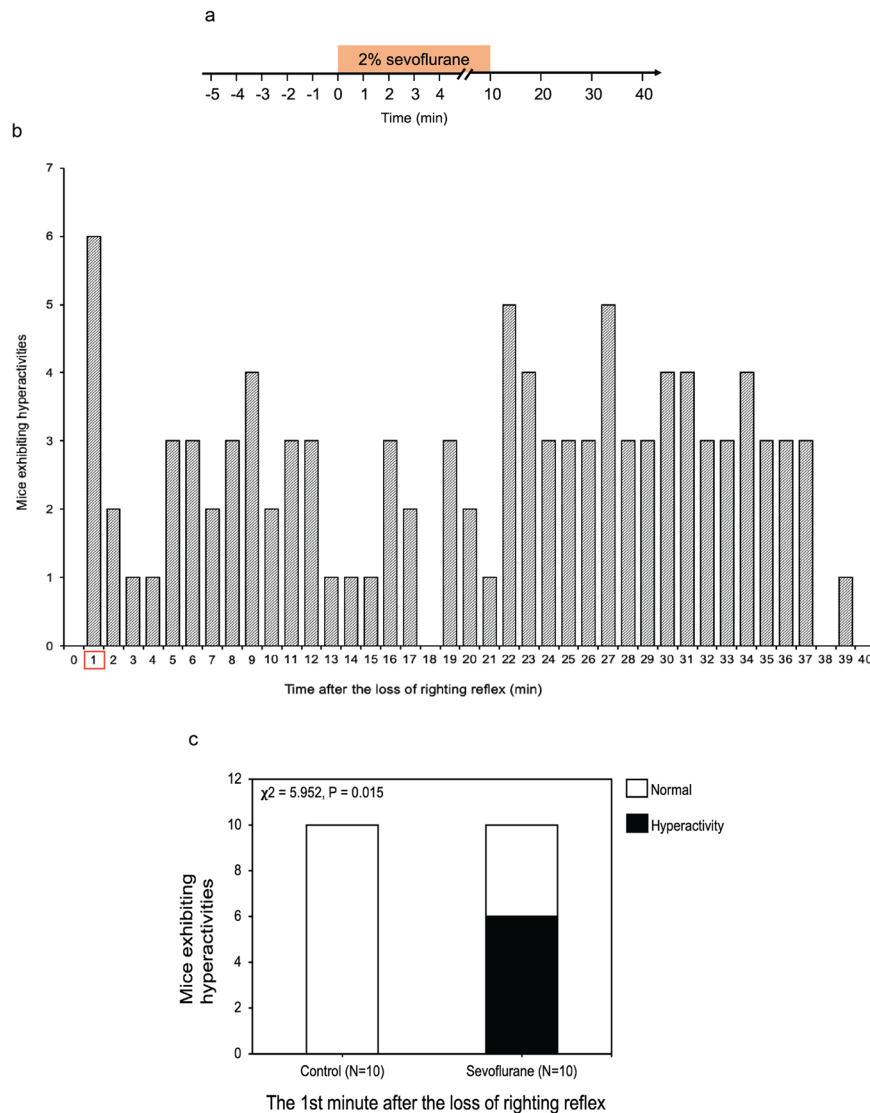 a
2% sevoflurane
-5 -4 -3 -2 -1 0 1 2 3 4 10 20 30 40
Time (min)
b
7
6
5
4
3
2
1
0
Mice exhibiting hyperactivities
0 1 2 3 4 5 6 7 8 9 10 11 12 13 14 15 16 17 18 19 20 21 22 23 24 25 26 27 28 29 30 31 32 33 34 35 36 37 38 39 40
Time after the loss of righting reflex (min)
c
12
10
8
6
4
2
0
Mice exhibiting
hyperactivities
χ2 = 5.952, P = 0.015
Normal
Hyperactivity
Control (N=10) Sevoflurane (N=10)
The 1st minute after the loss of righting reflex